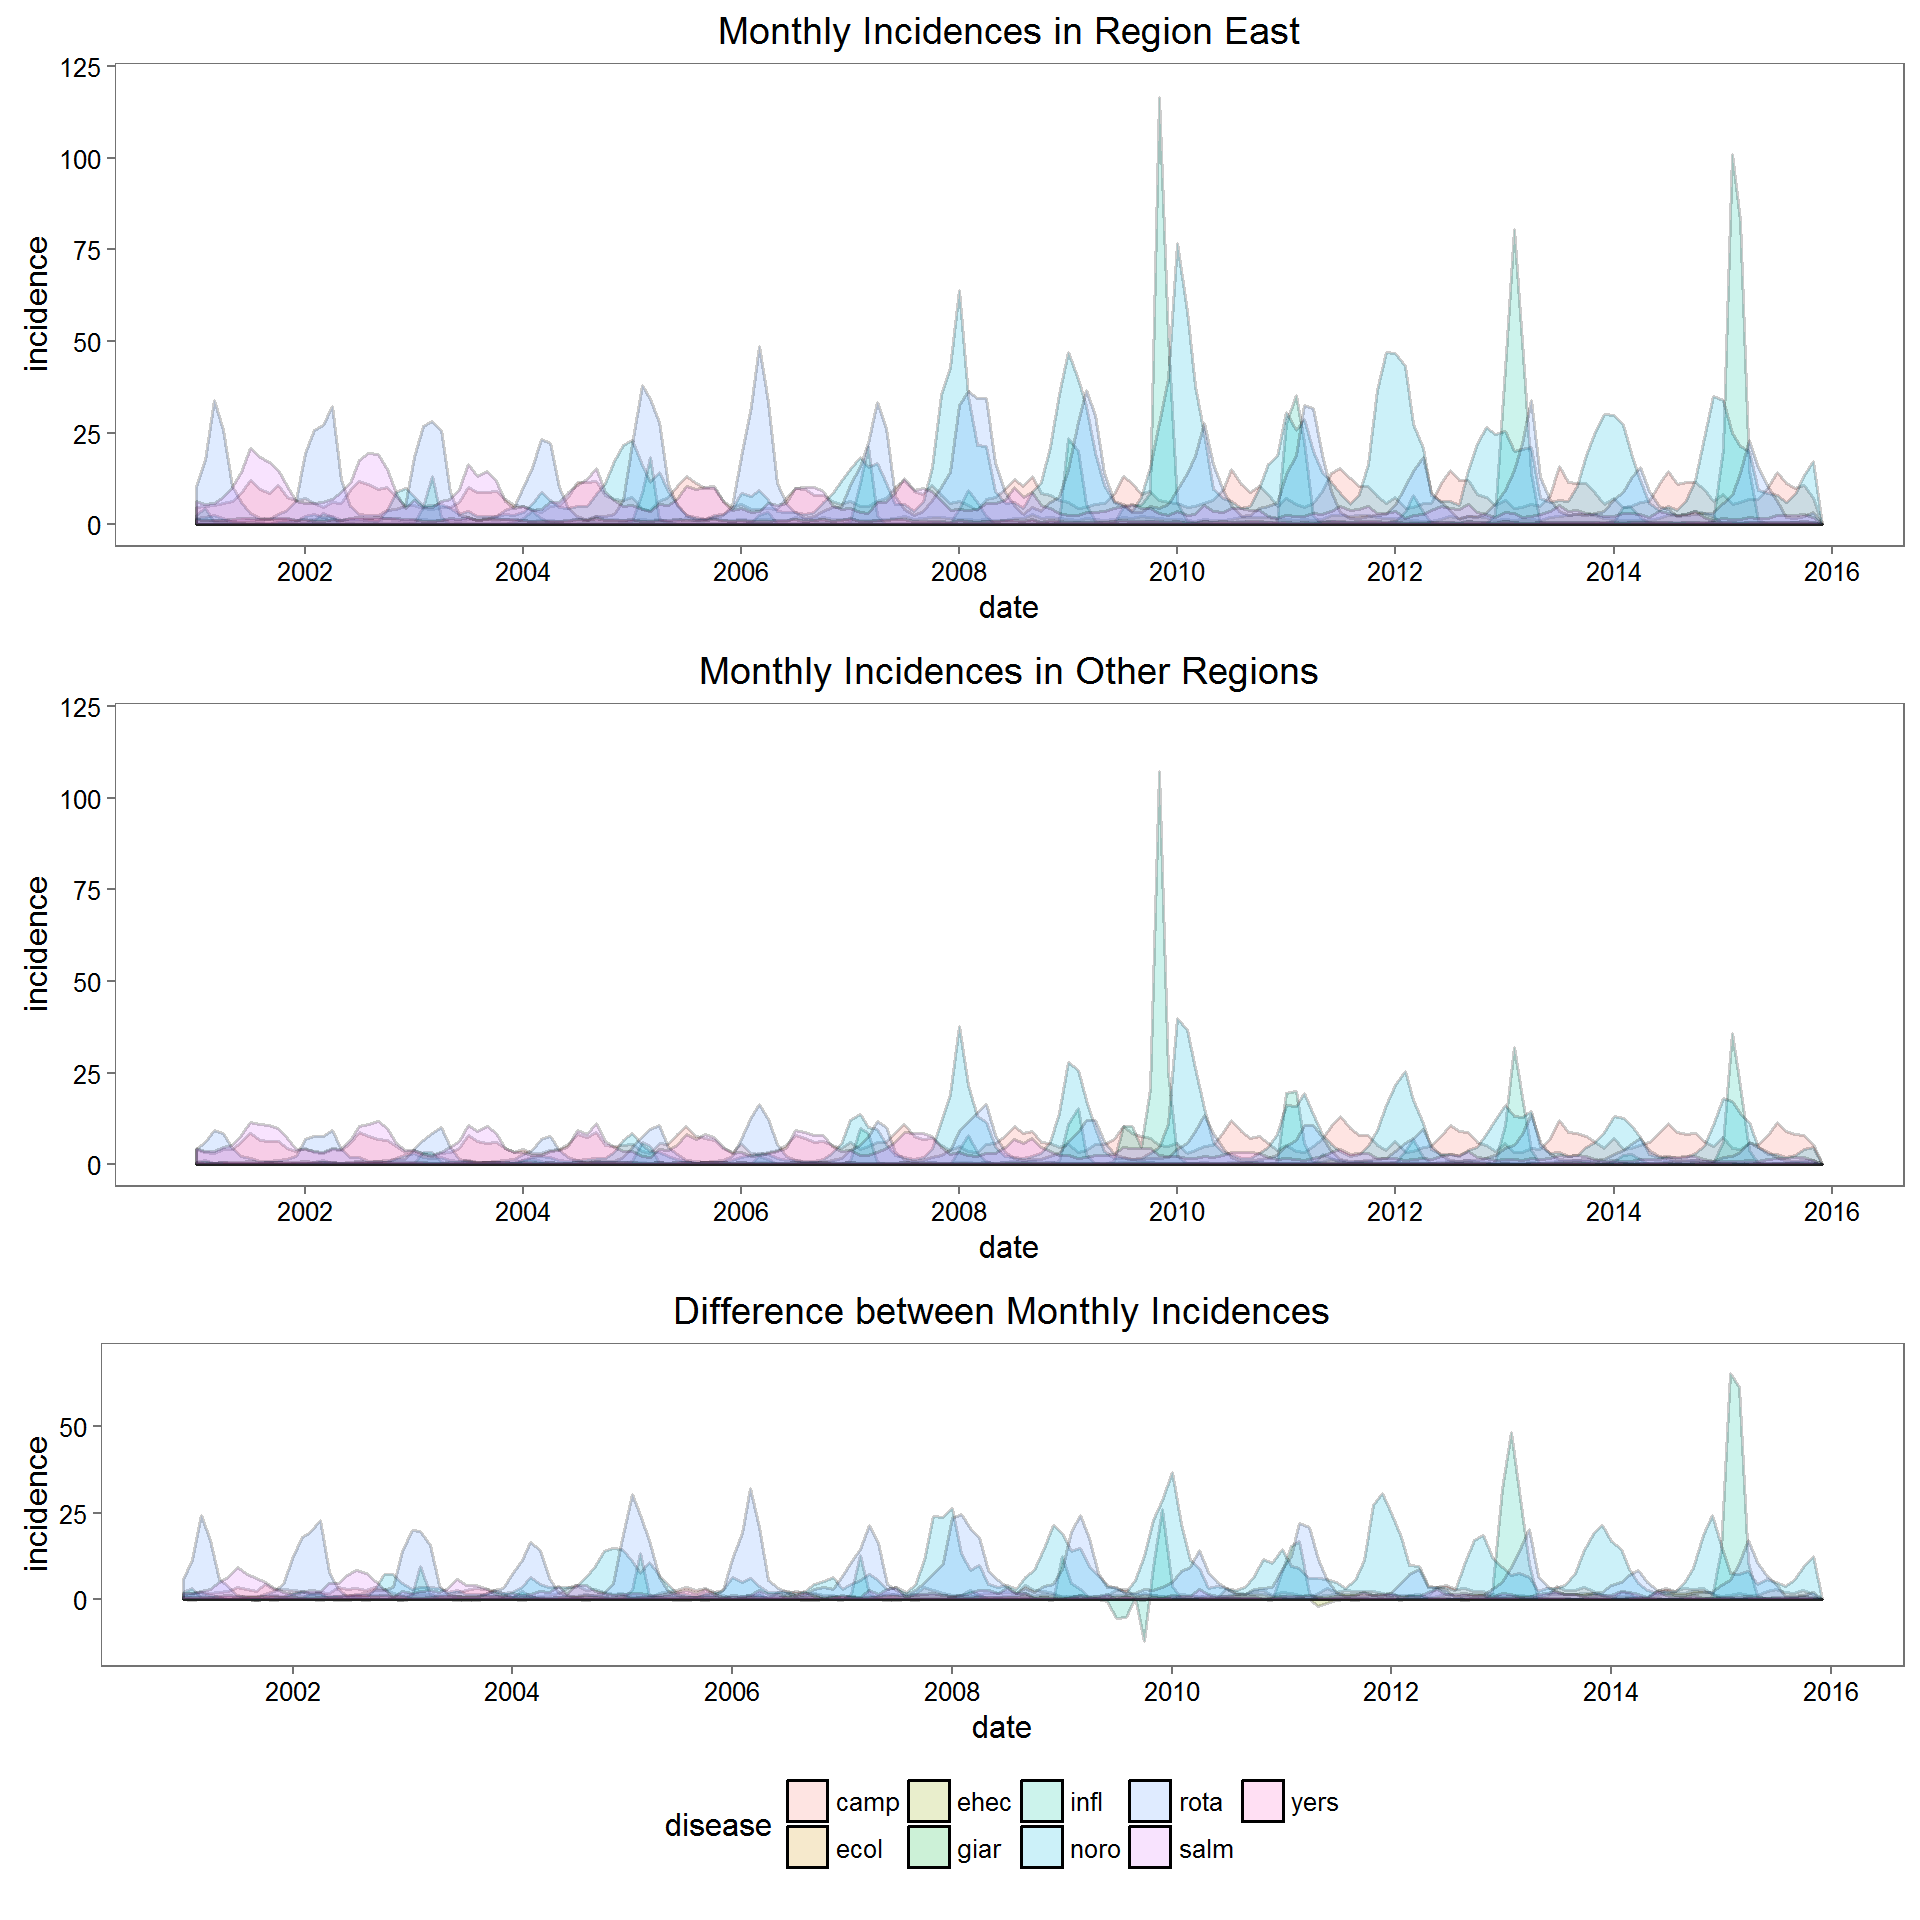 Monthly Incidences in Region East
125
100
75
50
25
0
incidence
2002 2004 2006 2008 2010 2012 2014 2016
date
Monthly Incidences in Other Regions
125
100
75
50
25
0
incidence
2002 2004 2006 2008 2010 2012 2014 2016
date
Difference between Monthly Incidences
50
25
0
incidence
2002 2004 2006 2008 2010 2012 2014 2016
date
disease
camp ehec infl rota yers
ecol giar noro salm